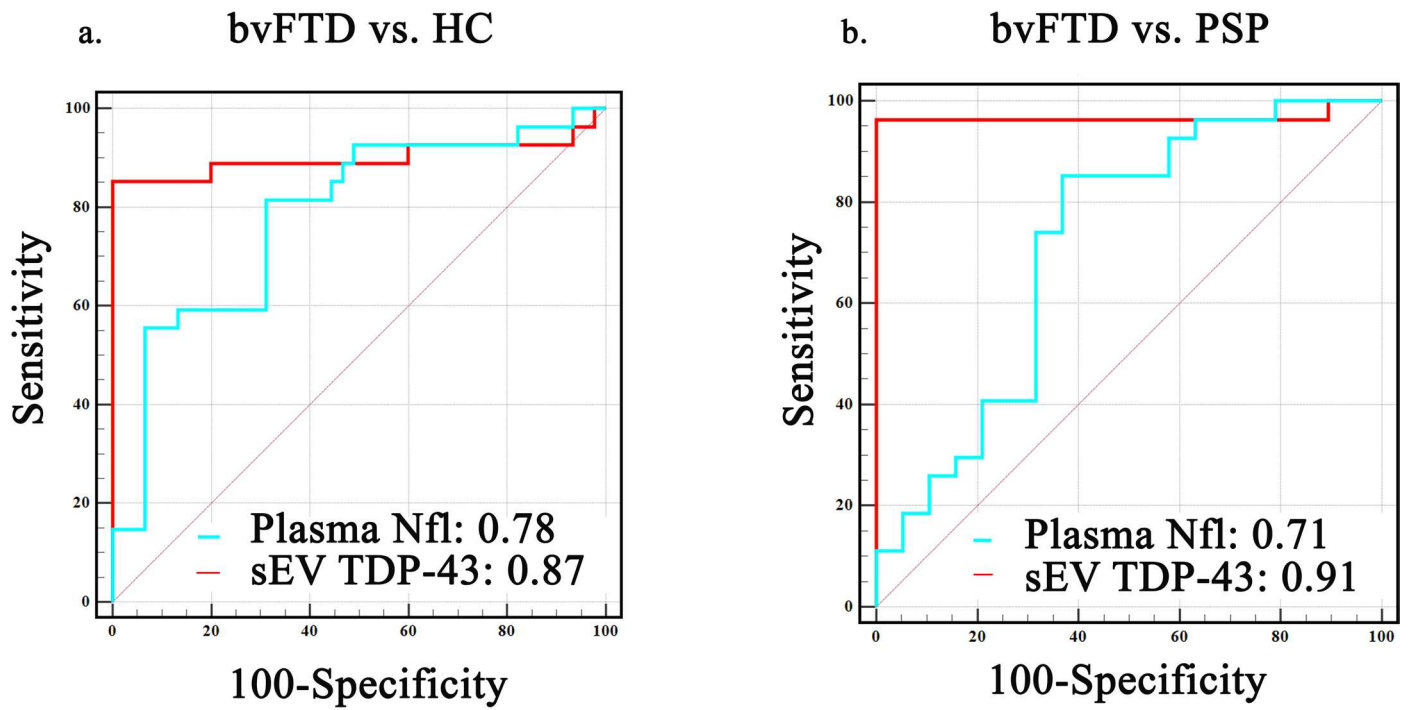 a.
bvFTD vs. HC
Sensitivity
100
80
60
40
20
0
Plasma Nfl: 0.78
sEV TDP-43: 0.87
0 20 40 60 80 100
100-Specificity
b.
bvFTD vs. PSP
Sensitivity
100
80
60
40
20
0
Plasma Nfl: 0.71
sEV TDP-43: 0.91
0 20 40 60 80 100
100-Specificity